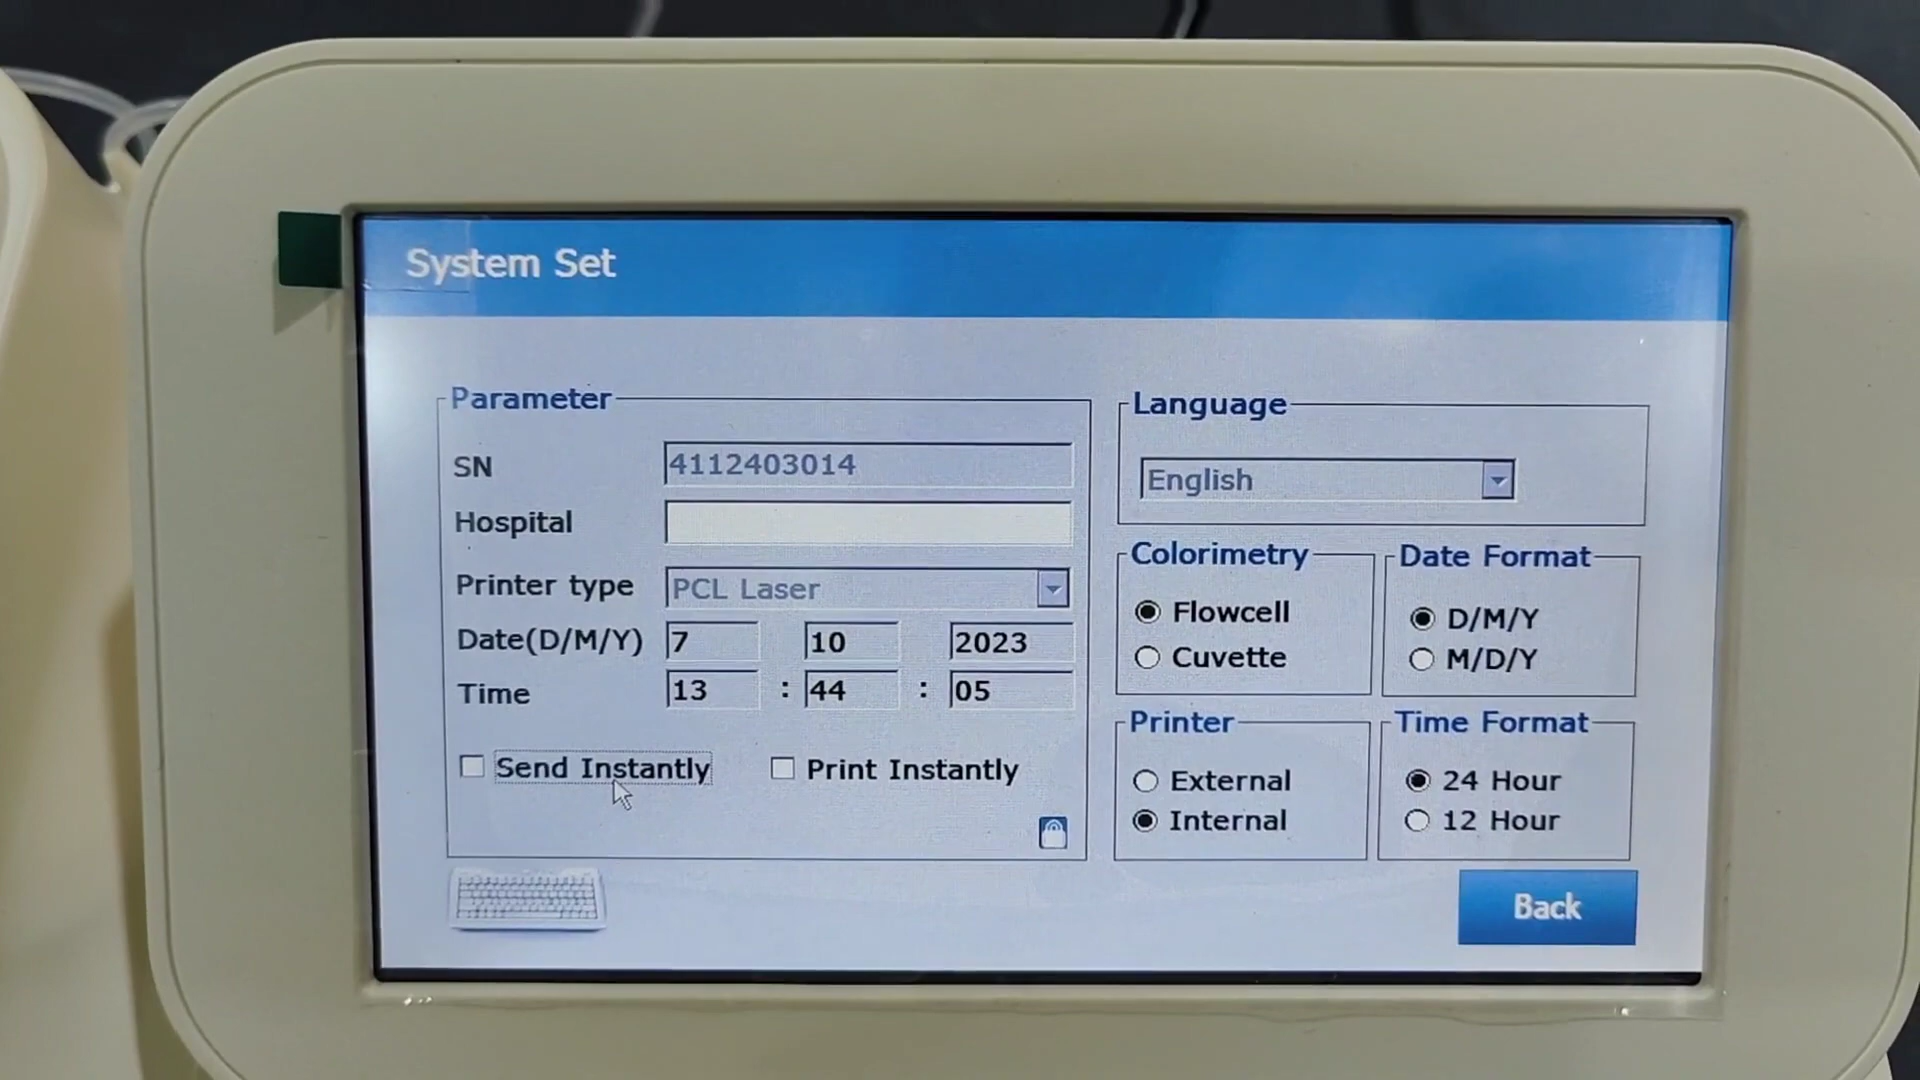 System Set
Parameter
SN 4112403014
Hospital
Printer type PCL Laser
Date(D/M/Y) 7 10 2023
Time 13 : 44 : 05
Send Instantly Print Instantly
Language
English
Colorimetry
Flowcell
Cuvette
Date Format
D/M/Y
M/D/Y
Printer
External
Internal
Time Format
24 Hour
12 Hour
Back